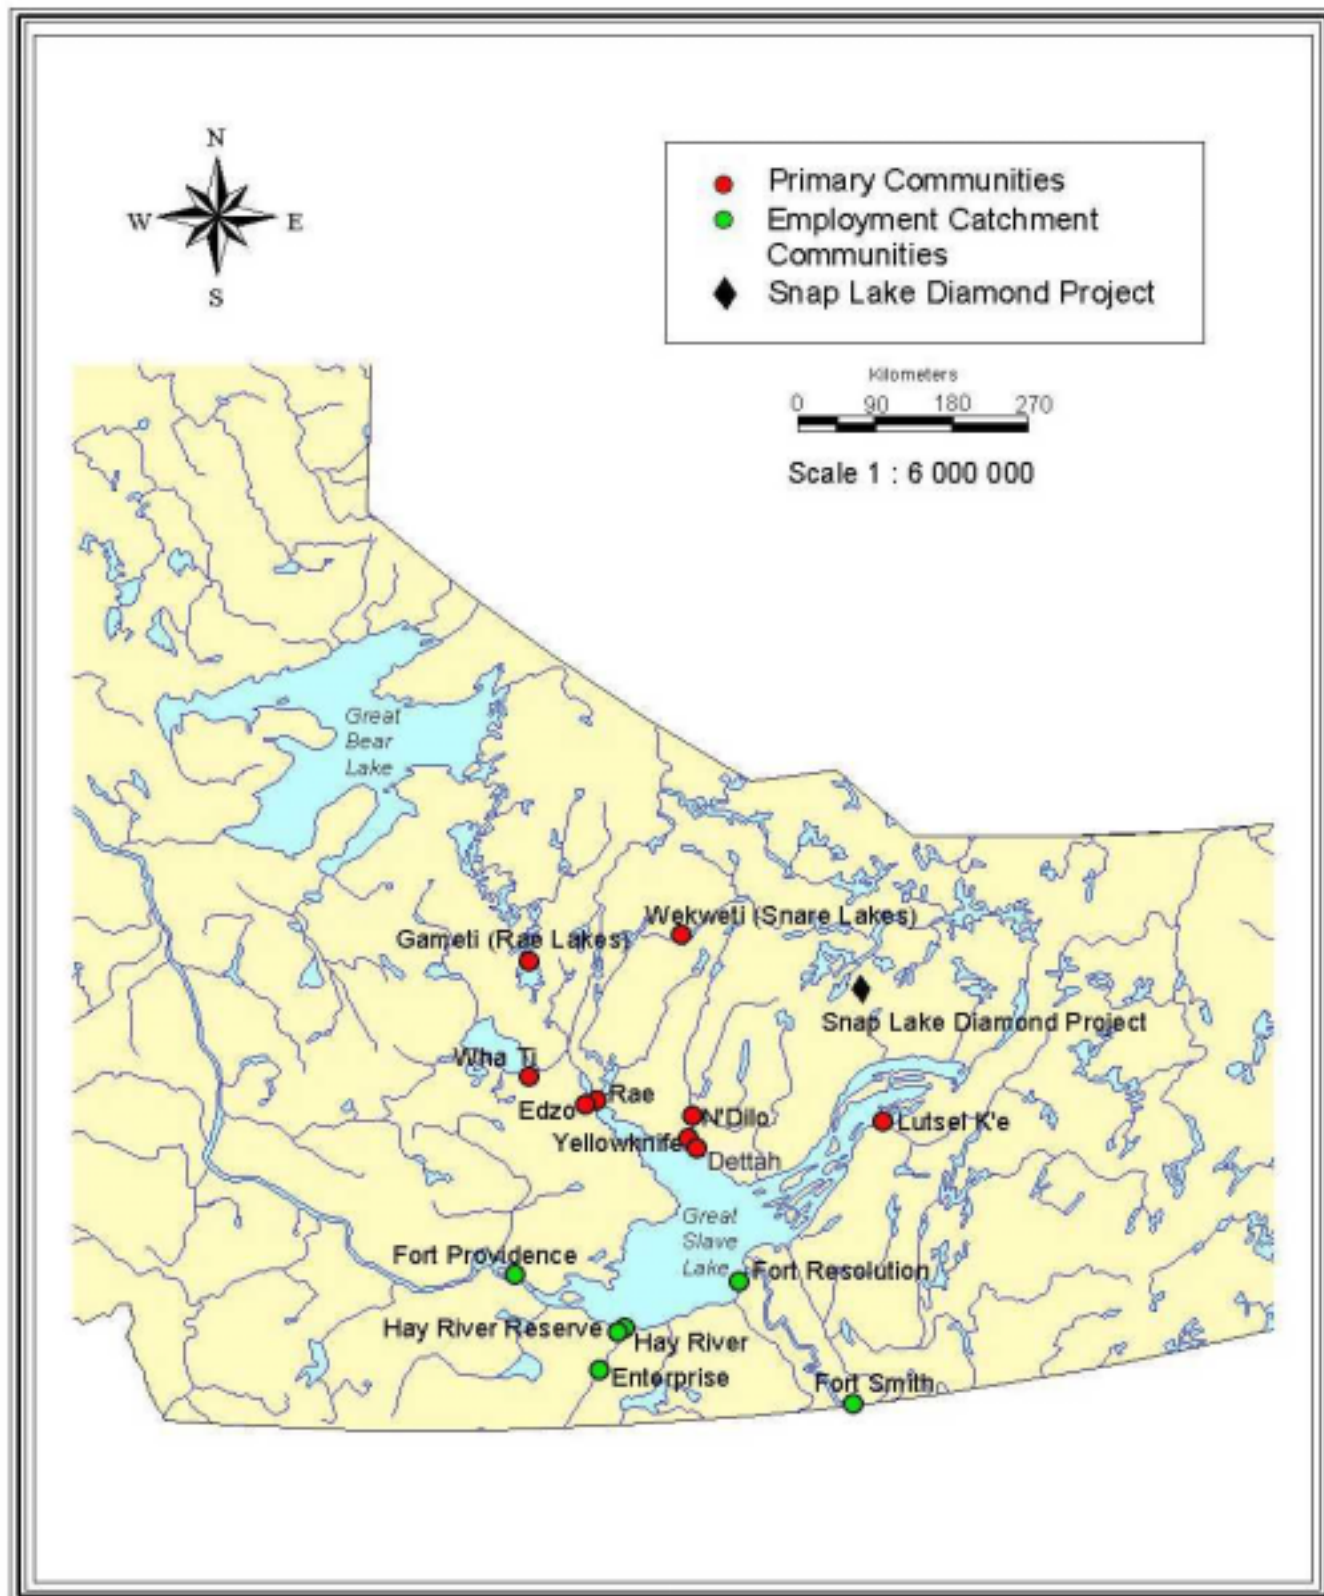 N
W
E
S
Primary Communities
Employment Catchment
Communities
Snap Lake Diamond Project
Kilometers
0 90 180 270
Scale 1 : 6 000 000
Great
Bear
Lake
Wekweti (Snare Lakes)
Gameti (Rae Lakes)
Snap Lake Diamond Project
Wha Ti
Rae
Edzo
N'Dilo
Lutsel K'e
Yellowknife
Dettah
Great
Slave
Lake
Fort Providence
Fort Resolution
Hay River Reserve
Hay River
Enterprise
Fort Smith